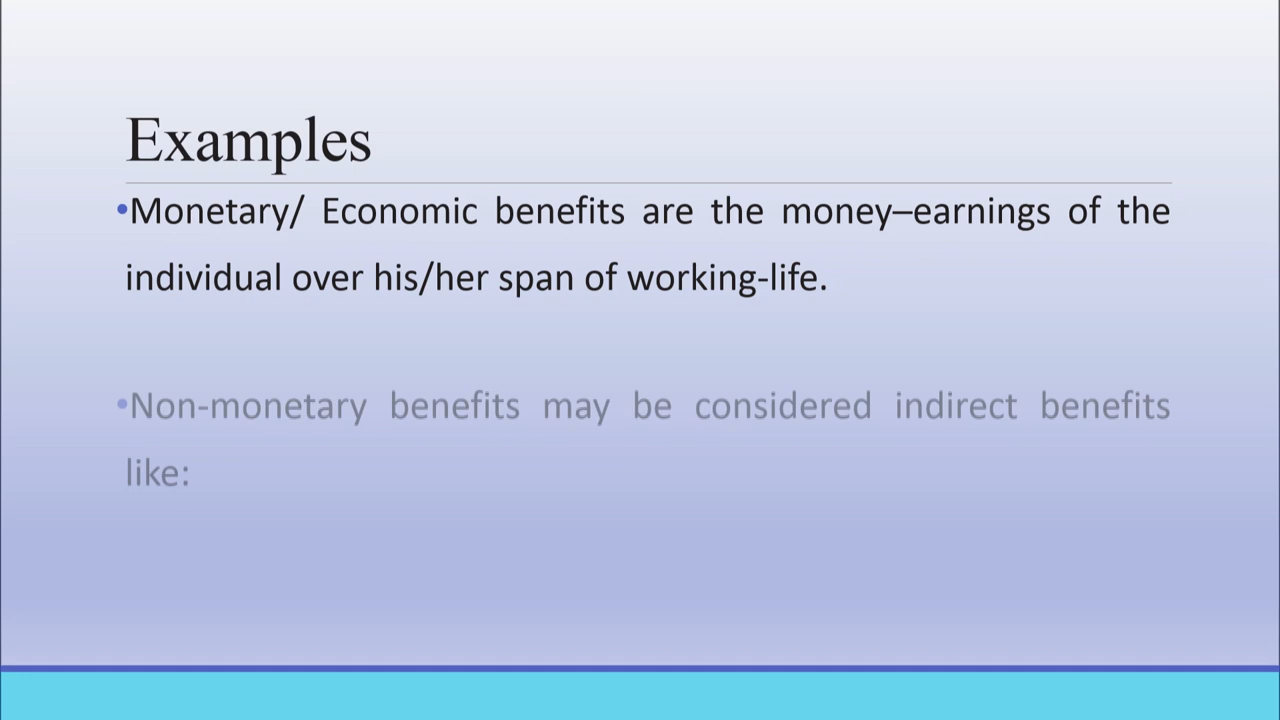 Examples
•Monetary/ Economic benefits are the money–earnings of the
individual over his/her span of working-life.
•Non-monetary benefits may be considered indirect benefits
like: